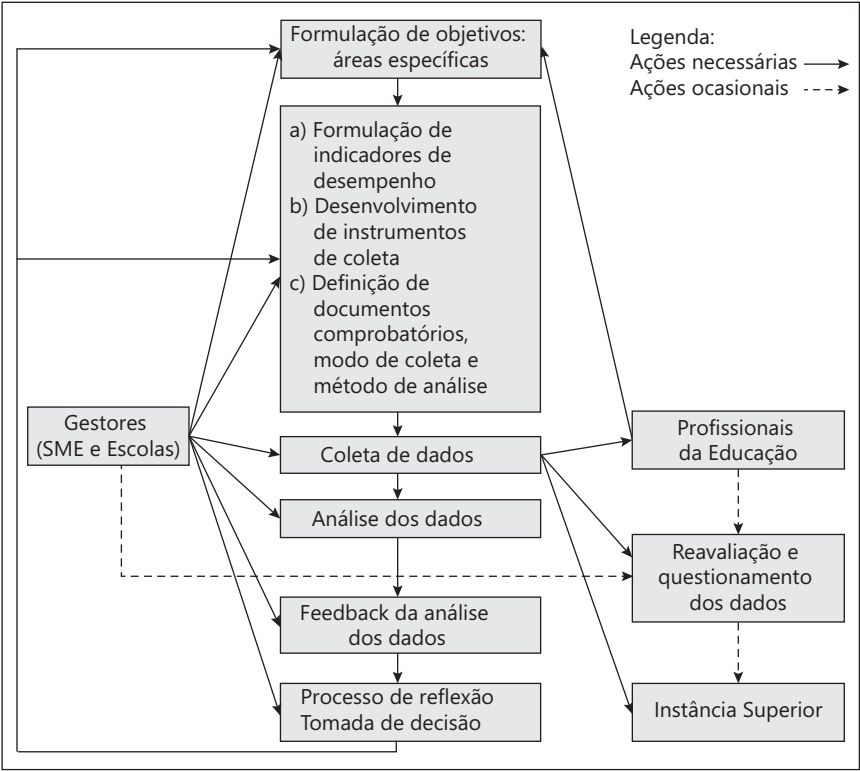 Formulação de objetivos:
áreas específicas
Legenda:
Ações necessárias
Ações ocasionais
a) Formulação de
indicadores de
desempenho
b) Desenvolvimento
de instrumentos
de coleta
c) Definição de
documentos
comprobatórios,
modo de coleta e
método de análise
Gestores
(SME e Escolas)
Coleta de dados
Profissionais
da Educação
Análise dos dados
Reavaliação e
questionamento
dos dados
Feedback da análise
dos dados
Processo de reflexão
Tomada de decisão
Instância Superior